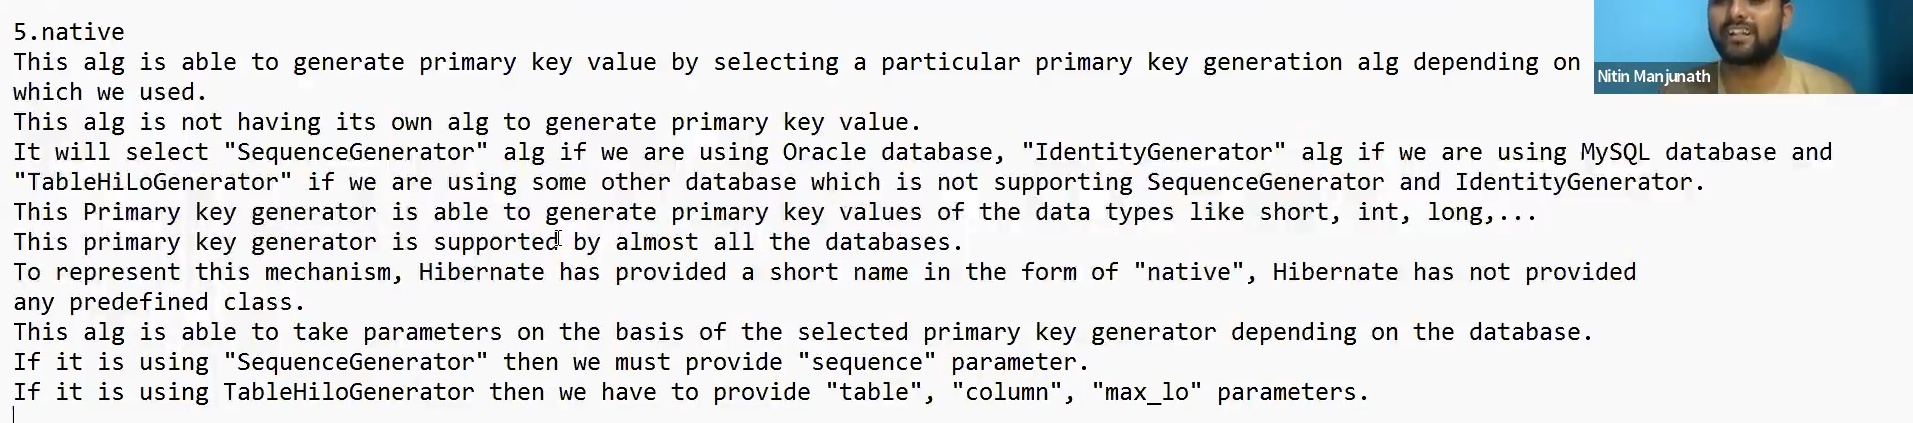 5.native
This alg is able to generate primary key value by selecting a particular primary key generation alg depending on
which we used.
This alg is not having its own alg to generate primary key value.
It will select "SequenceGenerator" alg if we are using Oracle database, "IdentityGenerator" alg if we are using MySQL database and
"TableHiLoGenerator" if we are using some other database which is not supporting SequenceGenerator and IdentityGenerator.
This Primary key generator is able to generate primary key values of the data types like short, int, long,...
This primary key generator is supported by almost all the databases.
To represent this mechanism, Hibernate has provided a short name in the form of "native", Hibernate has not provided
any predefined class.
This alg is able to take parameters on the basis of the selected primary key generator depending on the database.
If it is using "SequenceGenerator" then we must provide "sequence" parameter.
If it is using TableHiloGenerator then we have to provide "table", "column", "max_lo" parameters.
Nitin Manjunath